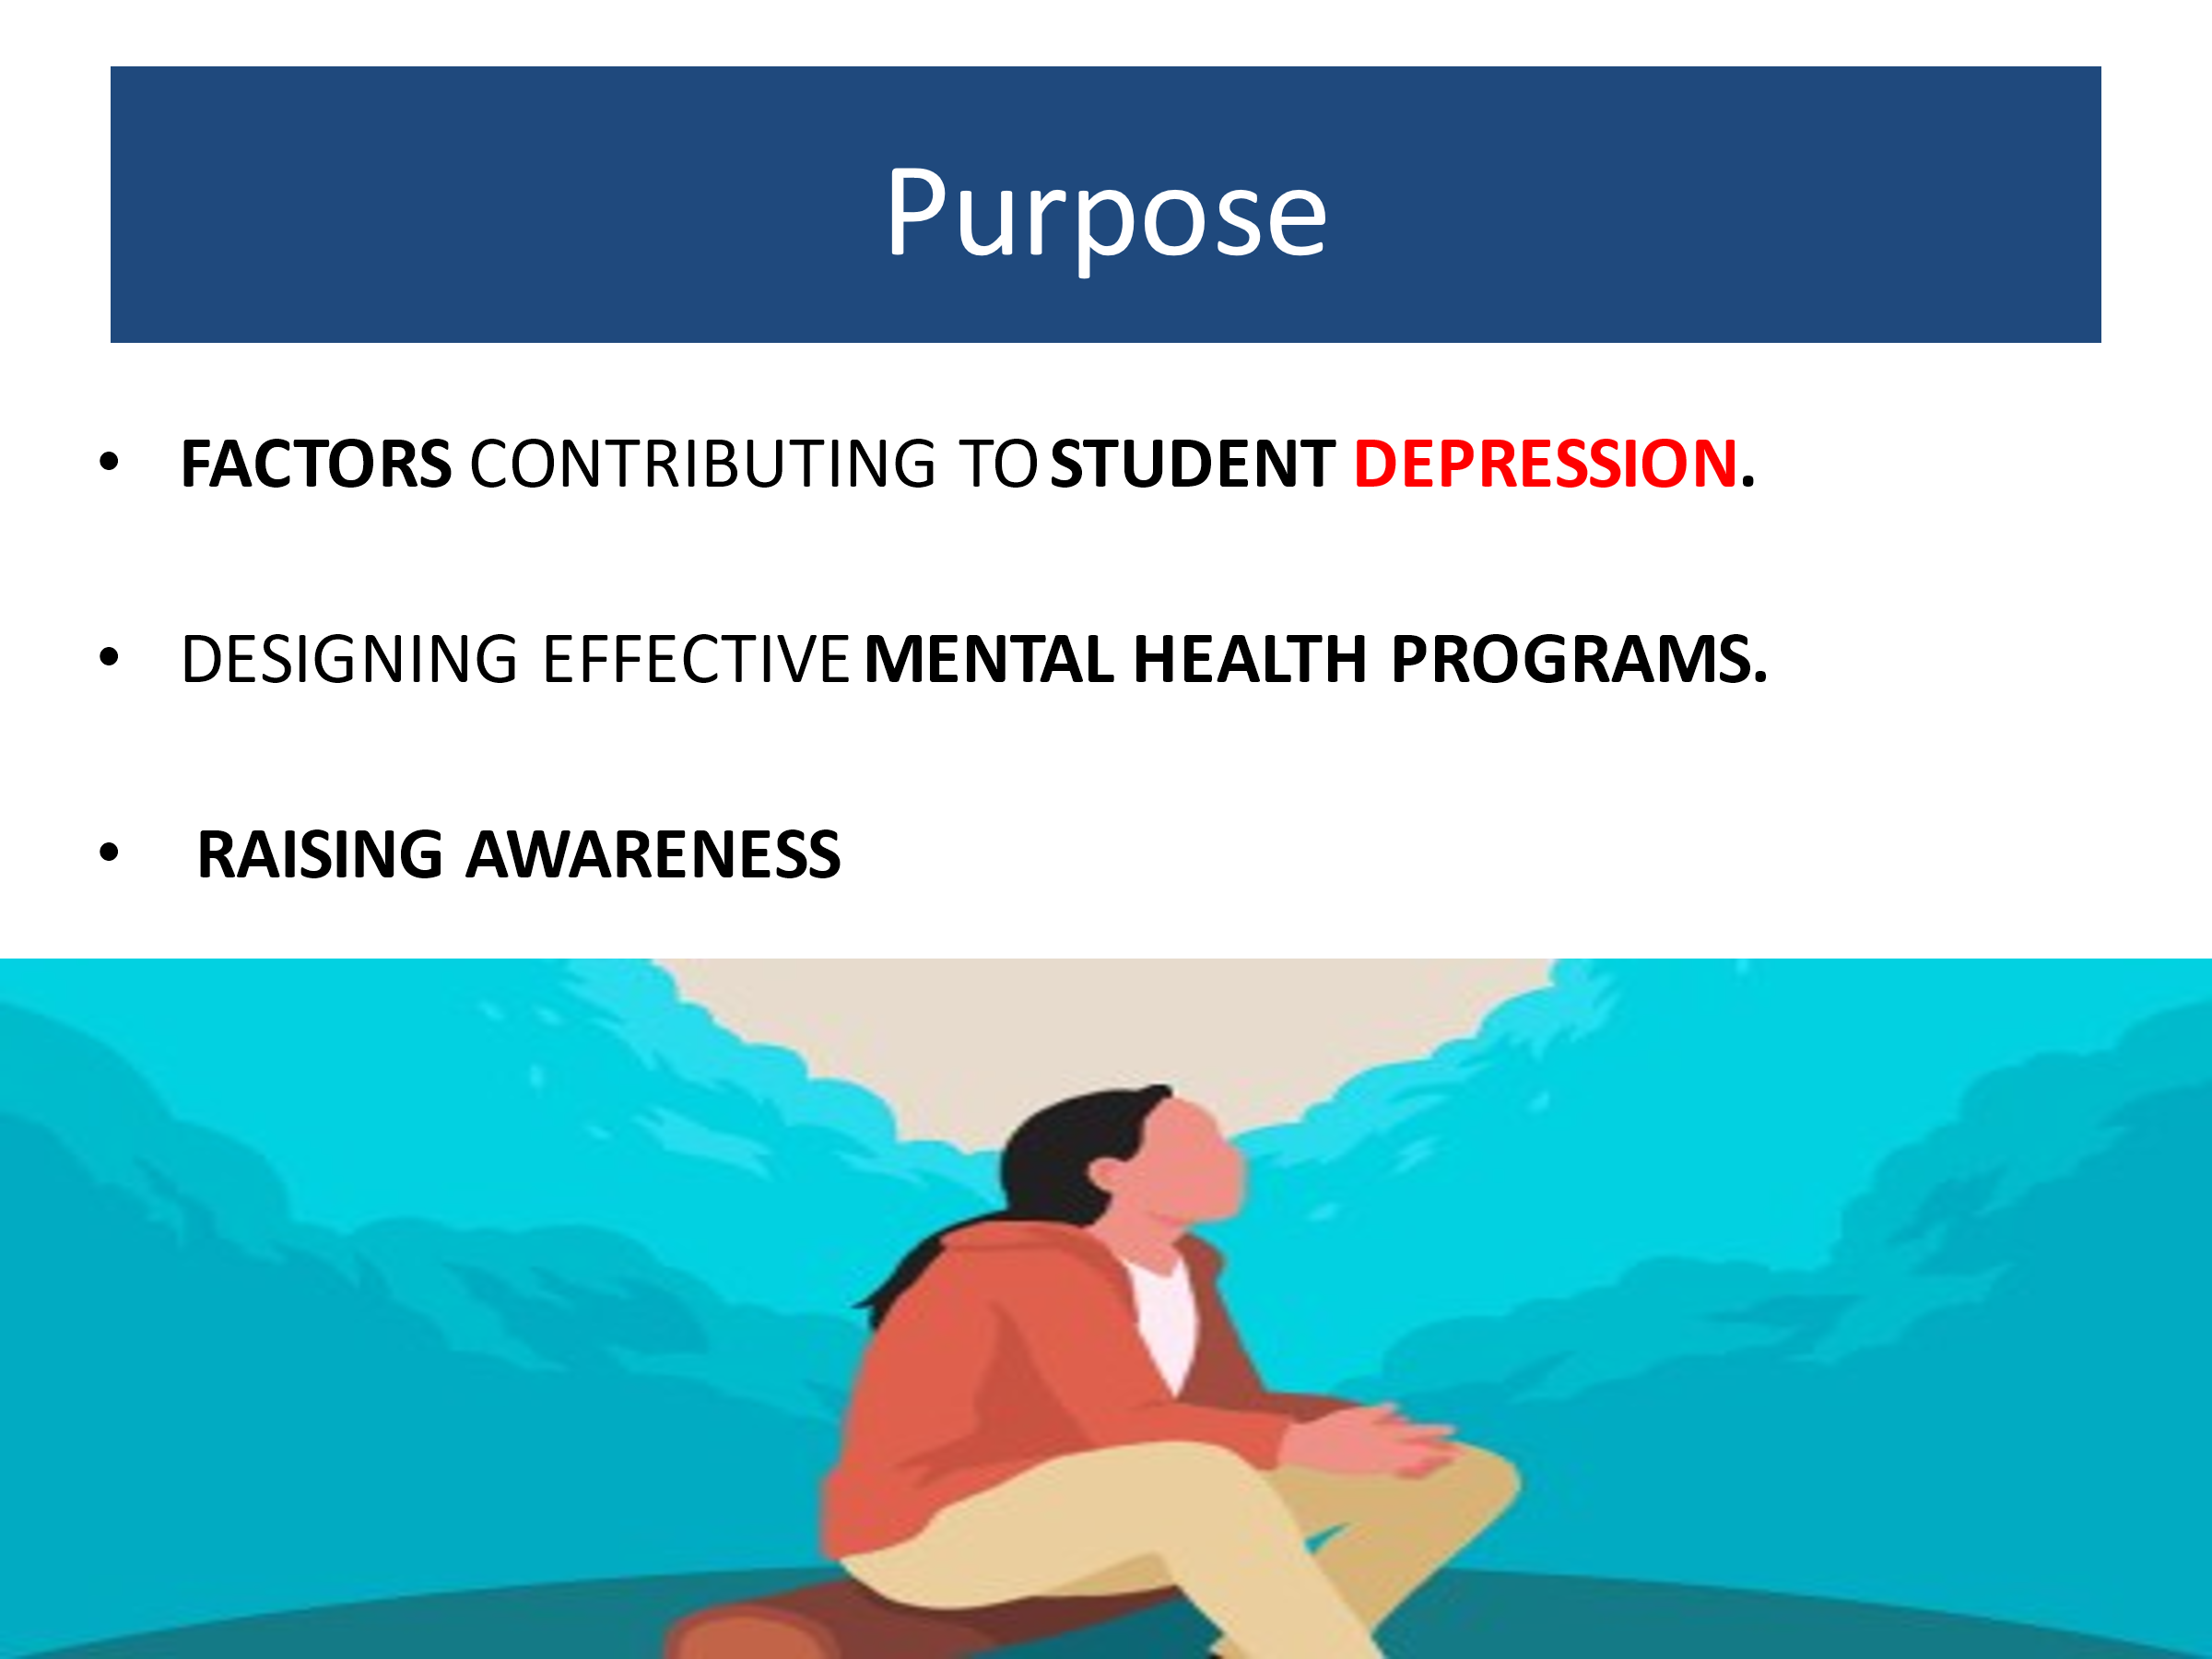 Purpose
• FACTORS CONTRIBUTING TO STUDENT DEPRESSION.
• DESIGNING EFFECTIVE MENTAL HEALTH PROGRAMS.
• RAISING AWARENESS